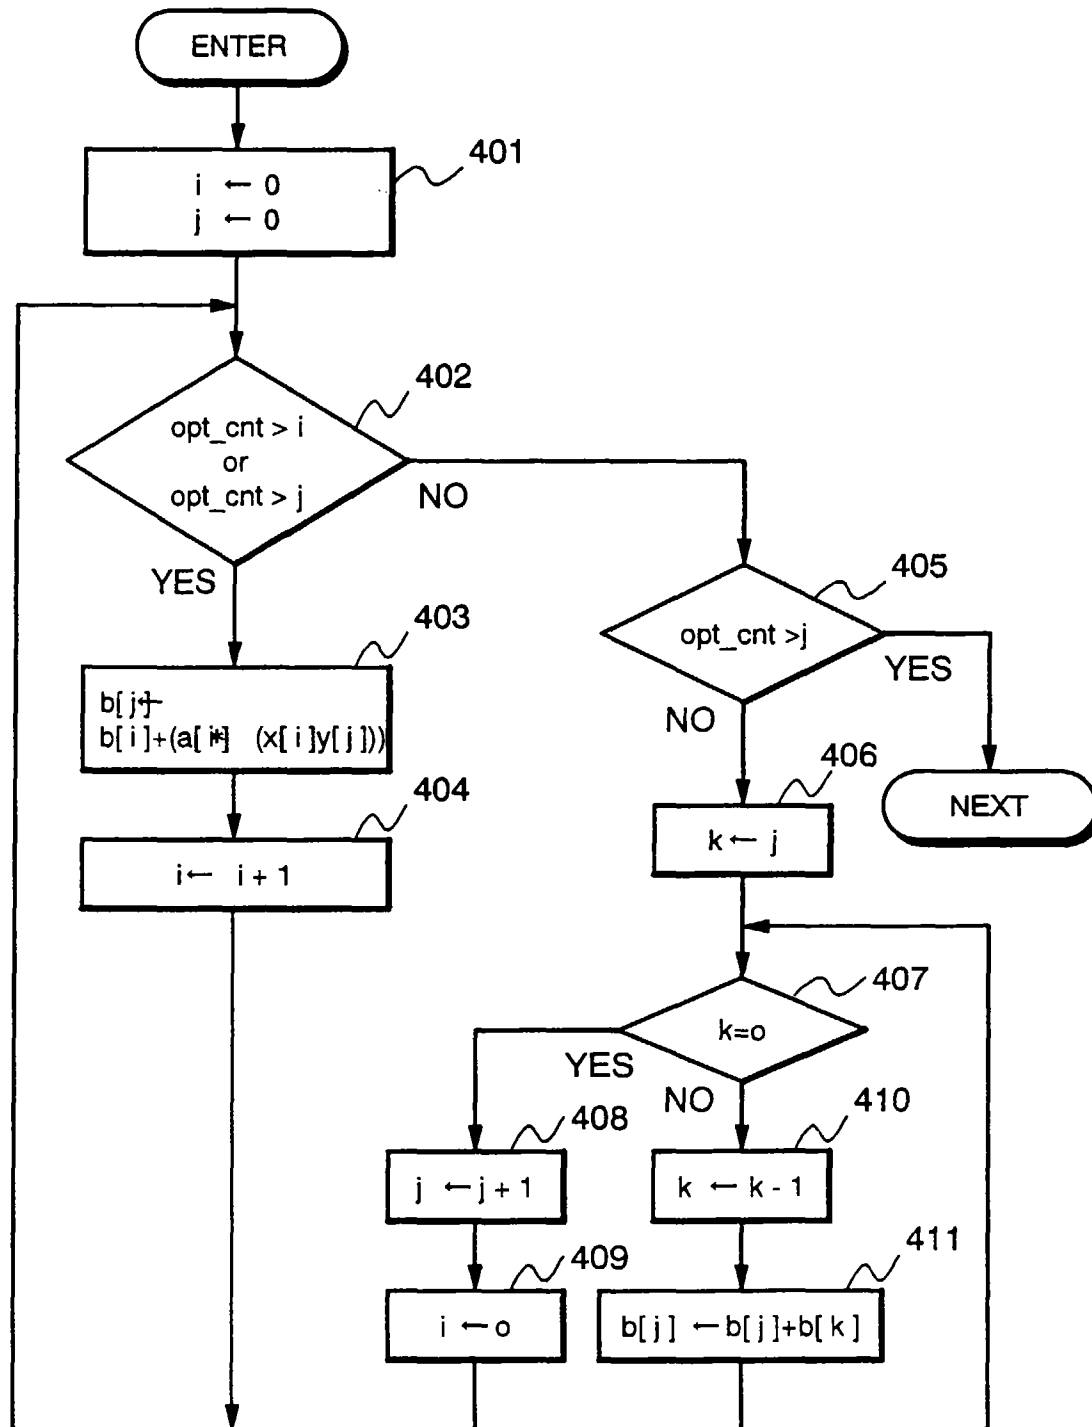 ENTER
401
i ← 0
j ← 0
402
opt_cnt > i
or
opt_cnt > j
NO
YES
405
opt_cnt >j
YES
NO
403
b[j]←
b[i]+(a[i]* (x[i]y[j]))
404
i← i + 1
406
k ← j
NEXT
407
k=o
YES
NO
408
j ← j + 1
410
k ← k - 1
409
i ← o
411
b[j] ← b[j]+b[k]